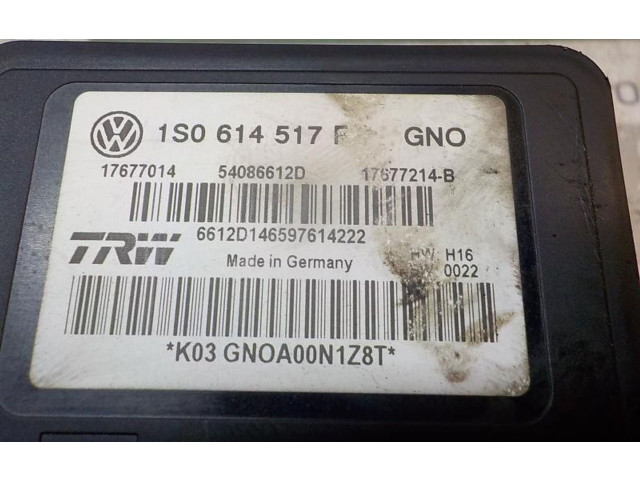 1S0 614 517 F GNO
17677014 54086612D 17677214-B
6612D146597614222
TRW
Made in Germany
HW: H16
0022
*K03 GNOA00N1Z8T*